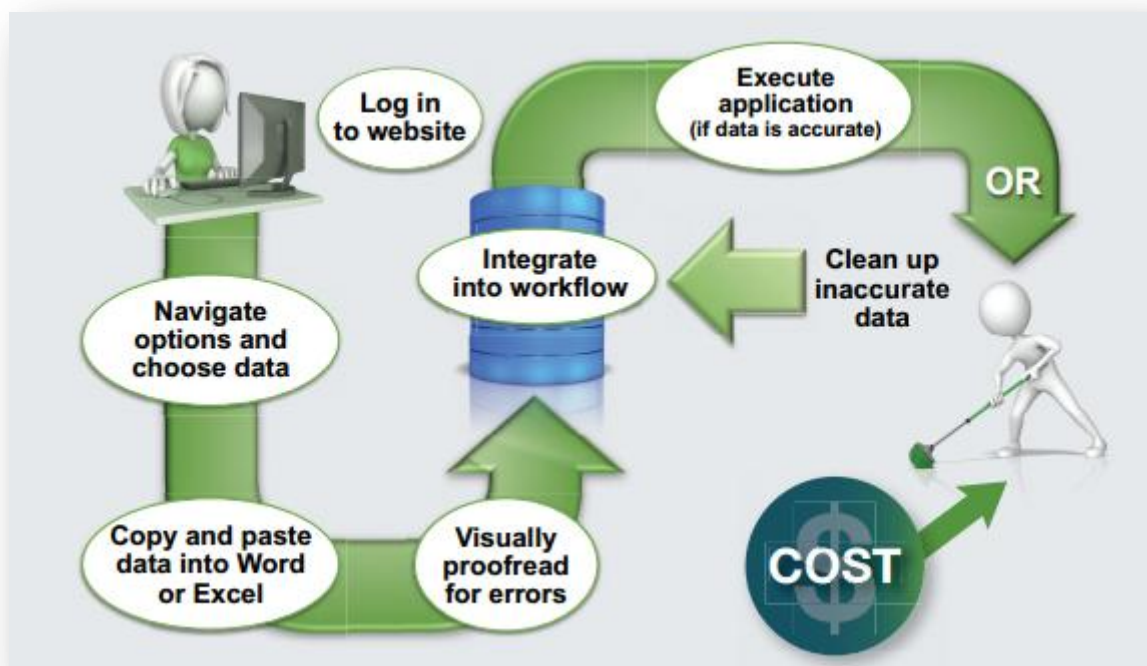 Log in
to website
Navigate
options and
choose data
Copy and paste
data into Word
or Excel
Visually
proofread
for errors
Integrate
into workflow
Execute
application
(if data is accurate)
OR
Clean up
inaccurate
data
$
COST